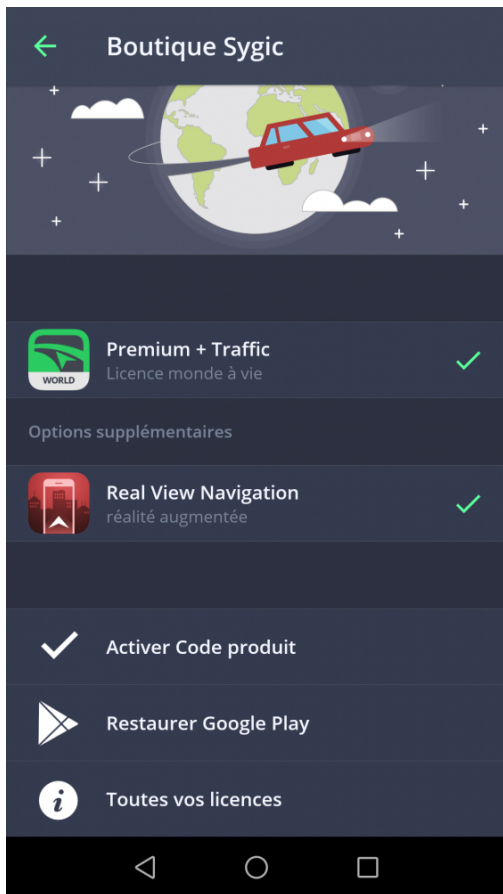 Boutique Sygic
Premium + Traffic
WORLD
Licence monde à vie
Options supplémentaires
Real View Navigation
réalité augmentée
Activer Code produit
Restaurer Google Play
Toutes vos licences